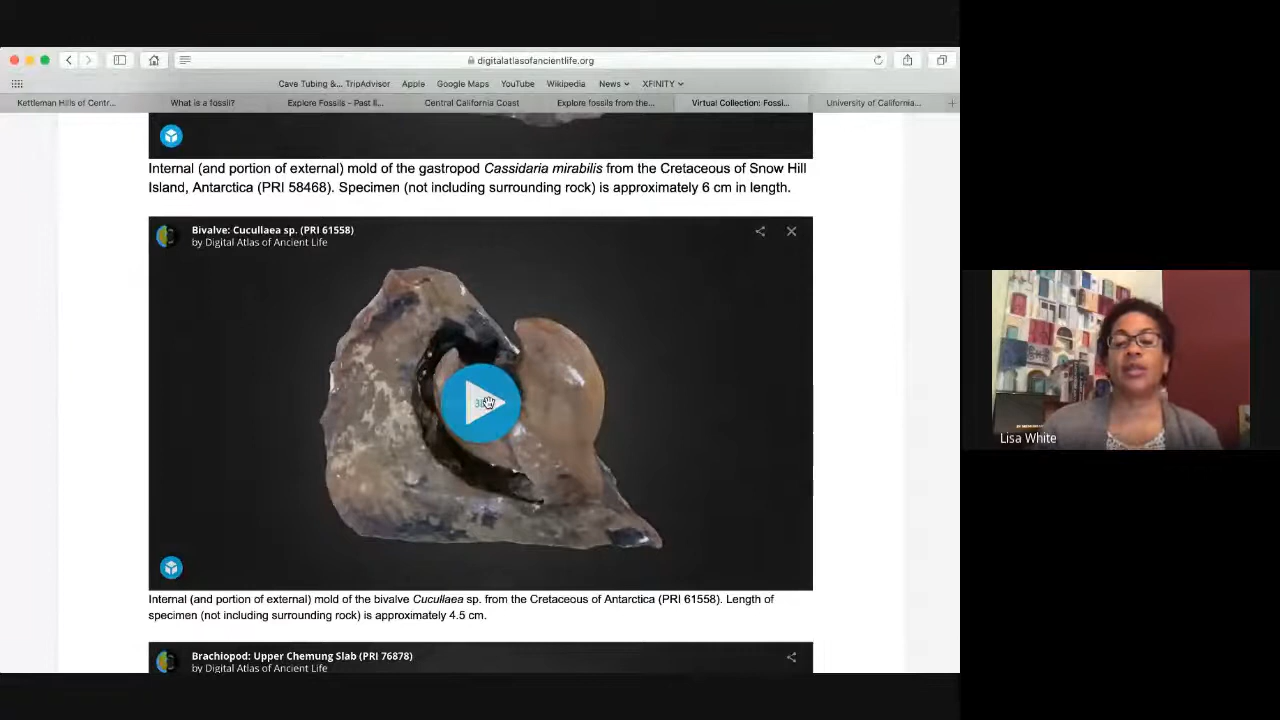 digitalatlasofancientlife.org
Cave Tubing &... TripAdvisor Apple Google Maps YouTube Wikipedia News XFINITY
Kettleman Hills of Centr... What is a fossil? Explore Fossils – Past li... Central California Coast Explore fossils from the... Virtual Collection: Fossi... University of California...
Internal (and portion of external) mold of the gastropod Cassidaria mirabilis from the Cretaceous of Snow Hill
Island, Antarctica (PRI 58468). Specimen (not including surrounding rock) is approximately 6 cm in length.
Bivalve: Cucullaea sp. (PRI 61558)
by Digital Atlas of Ancient Life
Lisa White
Internal (and portion of external) mold of the bivalve Cucullaea sp. from the Cretaceous of Antarctica (PRI 61558). Length of
specimen (not including surrounding rock) is approximately 4.5 cm.
Brachiopod: Upper Chemung Slab (PRI 76878)
by Digital Atlas of Ancient Life